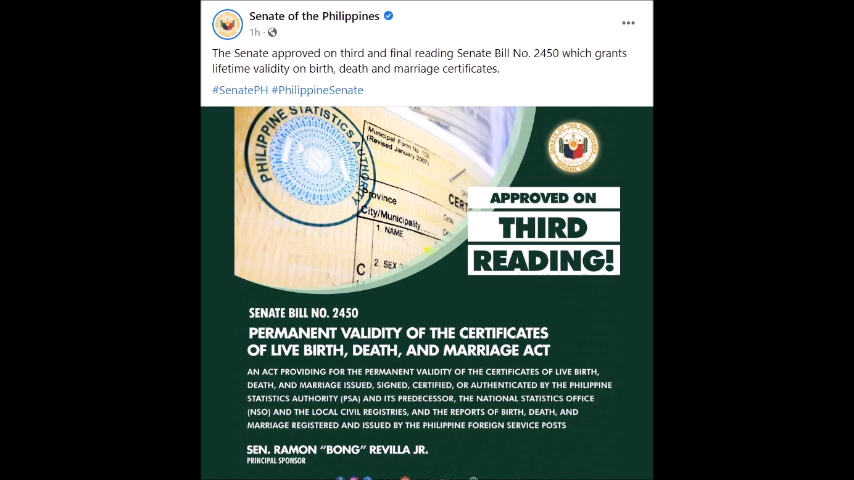 Senate of the Philippines
1h ·
The Senate approved on third and final reading Senate Bill No. 2450 which grants
lifetime validity on birth, death and marriage certificates.
#SenatePH #PhilippineSenate
PHILIPPINE STATISTICS AUTHORITY
PSA
Municipal Form No. 102
(Revised January 2007)
Province
City/Municipality
CERT
1. NAME
2. SEX
C
APPROVED ON
THIRD
READING!
SENATE BILL NO. 2450
PERMANENT VALIDITY OF THE CERTIFICATES
OF LIVE BIRTH, DEATH, AND MARRIAGE ACT
AN ACT PROVIDING FOR THE PERMANENT VALIDITY OF THE CERTIFICATES OF LIVE BIRTH,
DEATH, AND MARRIAGE ISSUED, SIGNED, CERTIFIED, OR AUTHENTICATED BY THE PHILIPPINE
STATISTICS AUTHORITY (PSA) AND ITS PREDECESSOR, THE NATIONAL STATISTICS OFFICE
(NSO) AND THE LOCAL CIVIL REGISTRIES, AND THE REPORTS OF BIRTH, DEATH, AND
MARRIAGE REGISTERED AND ISSUED BY THE PHILIPPINE FOREIGN SERVICE POSTS
SEN. RAMON “BONG” REVILLA JR.
PRINCIPAL SPONSOR